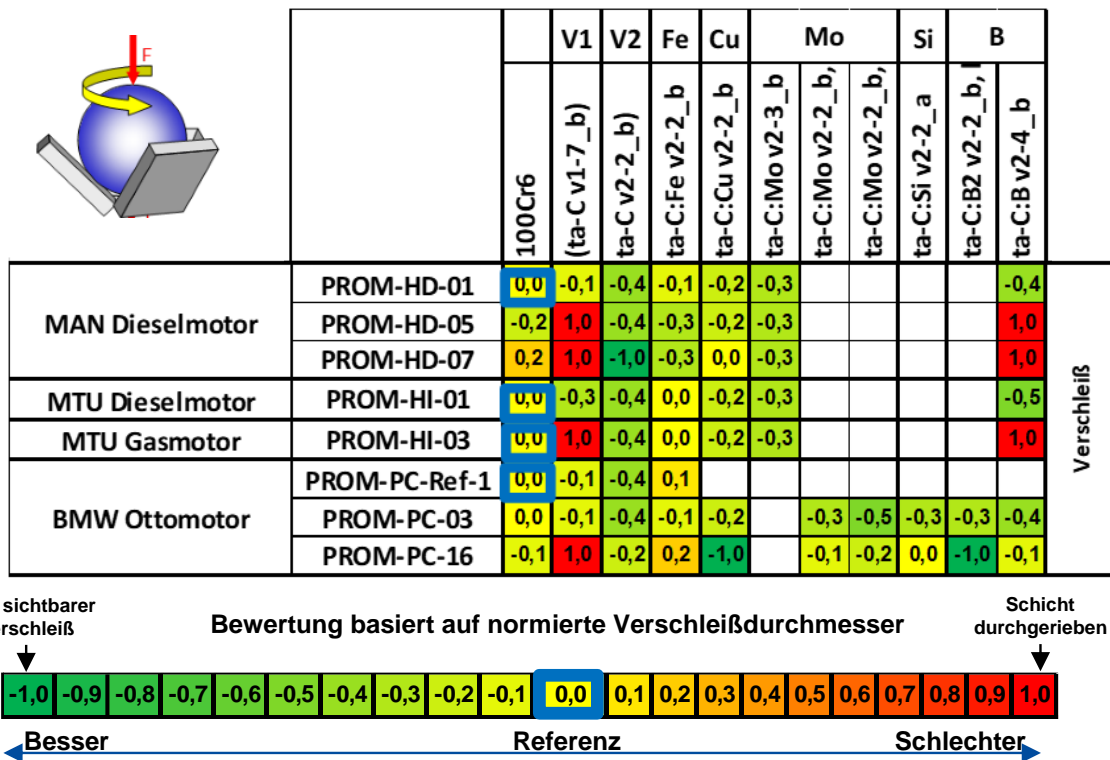 F
V1 V2 Fe Cu Mo Si B
100Cr6 (ta-C v1-7_b) ta-C v2-2_b) ta-C:Fe v2-2_b ta-C:Cu v2-2_b ta-C:Mo v2-3_b ta-C:Mo v2-2_b, ta-C:Mo v2-2_b, ta-C:Si v2-2_a ta-C:B2 v2-2_b, ta-C:B v2-4_b
MAN Dieselmotor
PROM-HD-01 0,0 -0,1 -0,4 -0,1 -0,2 -0,3 -0,4
PROM-HD-05 -0,2 1,0 -0,4 -0,3 -0,2 -0,3 1,0
PROM-HD-07 0,2 1,0 -1,0 -0,3 0,0 -0,3 1,0
MTU Dieselmotor PROM-HI-01 0,0 -0,3 -0,4 0,0 -0,2 -0,3 -0,5
MTU Gasmotor PROM-HI-03 0,0 1,0 -0,4 0,0 -0,2 -0,3 1,0
BMW Ottomotor
PROM-PC-Ref-1 0,0 -0,1 -0,4 0,1
PROM-PC-03 0,0 -0,1 -0,4 -0,1 -0,2 -0,3 -0,5 -0,3 -0,3 -0,4
PROM-PC-16 -0,1 1,0 -0,2 0,2 -1,0 -0,1 -0,2 0,0 -1,0 -0,1
Verschleiß
sichtbarer
erschleiß
Bewertung basiert auf normierte Verschleißdurchmesser
Schicht
durchgerieben
-1,0 -0,9 -0,8 -0,7 -0,6 -0,5 -0,4 -0,3 -0,2 -0,1 0,0 0,1 0,2 0,3 0,4 0,5 0,6 0,7 0,8 0,9 1,0
Besser Referenz Schlechter